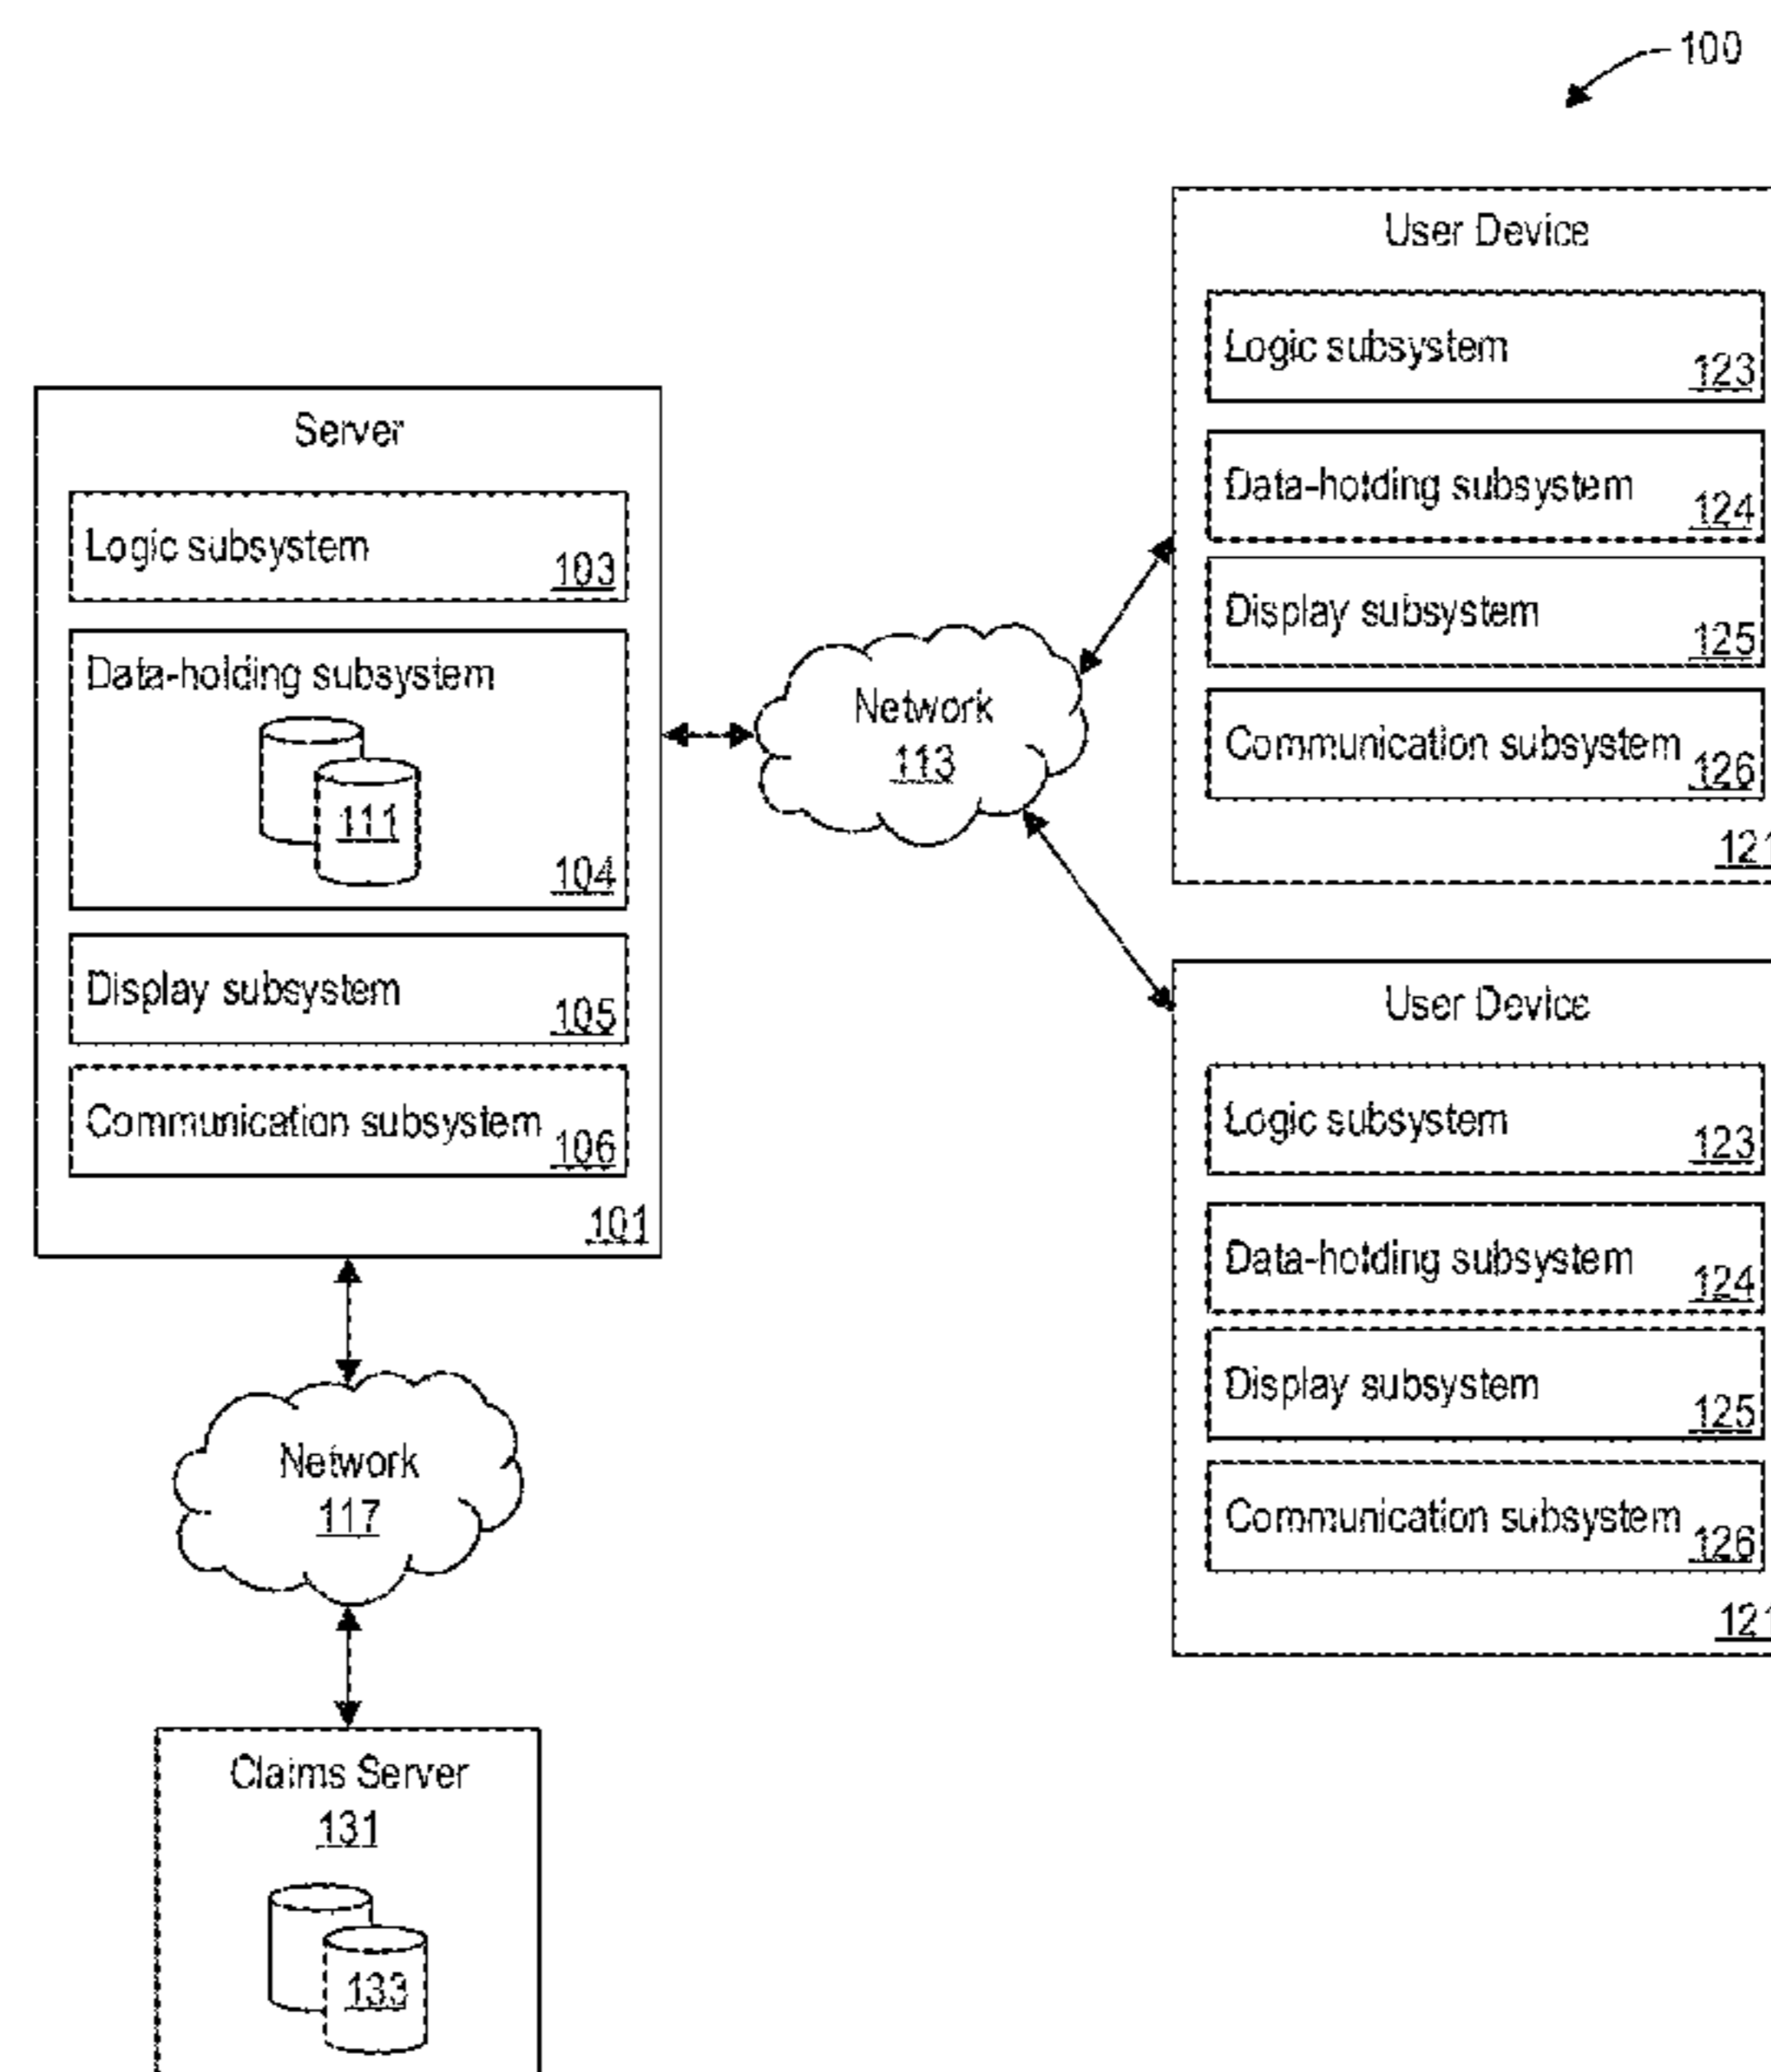 100
Server
Logic subsystem
103
Data-holding subsystem
111
104
Display subsystem
105
Communication subsystem
106
101
Network
113
User Device
Logic subsystem
123
Data-holding subsystem
124
Display subsystem
125
Communication subsystem
126
121
User Device
Logic subsystem
123
Data-holding subsystem
124
Display subsystem
125
Communication subsystem
126
121
Network
117
Claims Server
131
133